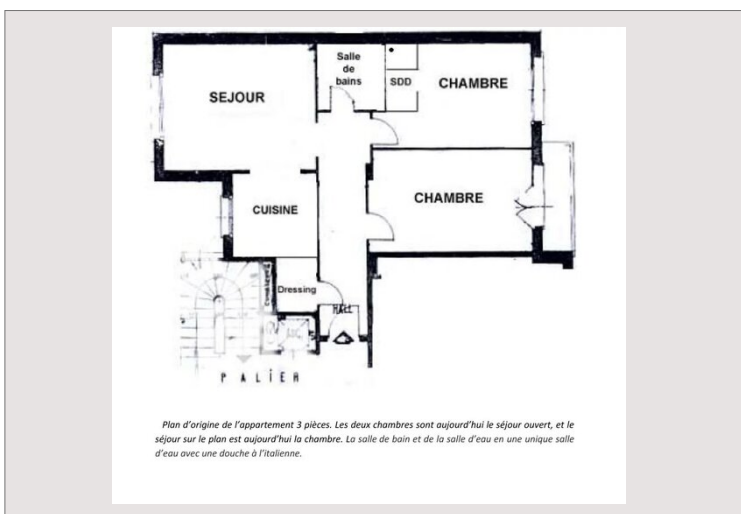 Salle
de
bains
SDD
CHAMBRE
SEJOUR
CHAMBRE
CUISINE
Dressing
HALL
PALIER
Plan d'origine de l'appartement 3 pièces. Les deux chambres sont aujourd'hui le séjour ouvert, et le
séjour sur le plan est aujourd'hui la chambre. La salle de bain et de la salle d'eau en une unique salle
d'eau avec une douche à l'italienne.